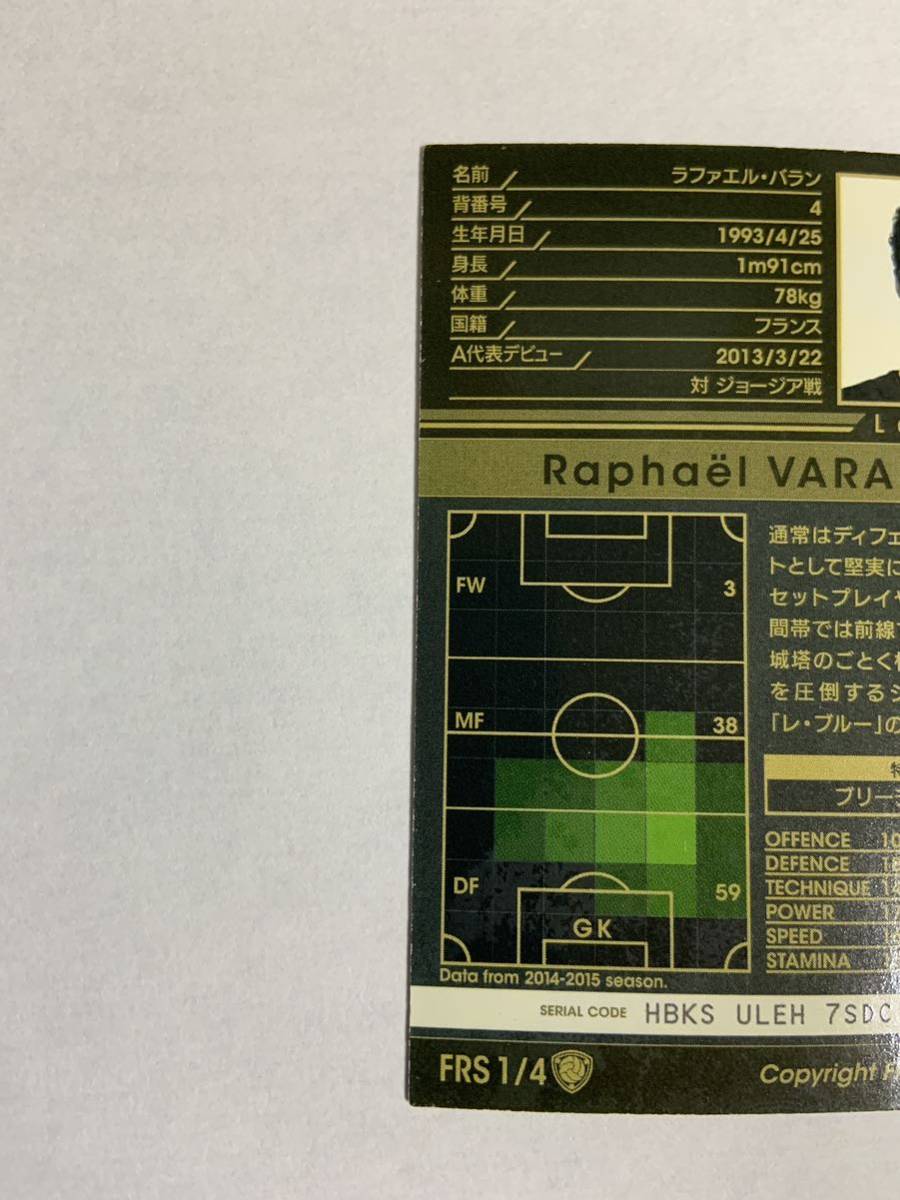 名前 ラファエル・バラン
背番号 4
生年月日 1993/4/25
身長 1m91cm
体重 78kg
国籍 フランス
A代表デビュー 2013/3/22
対 ジョージア戦
L
Raphaël VARA
FW 3
MF 38
DF 59
GK
Data from 2014-2015 season.
通常はディフェ
トとして堅実に
セットプレイヤ
間帯では前線
城塔のごとく
を圧倒するシ
「レ・ブルー」の
ブリー
OFFENCE 10
DEFENCE
TECHNIQUE
POWER
SPEED
STAMINA
SERIAL CODE HBKS ULEH 7SDC
FRS 1/4
Copyright